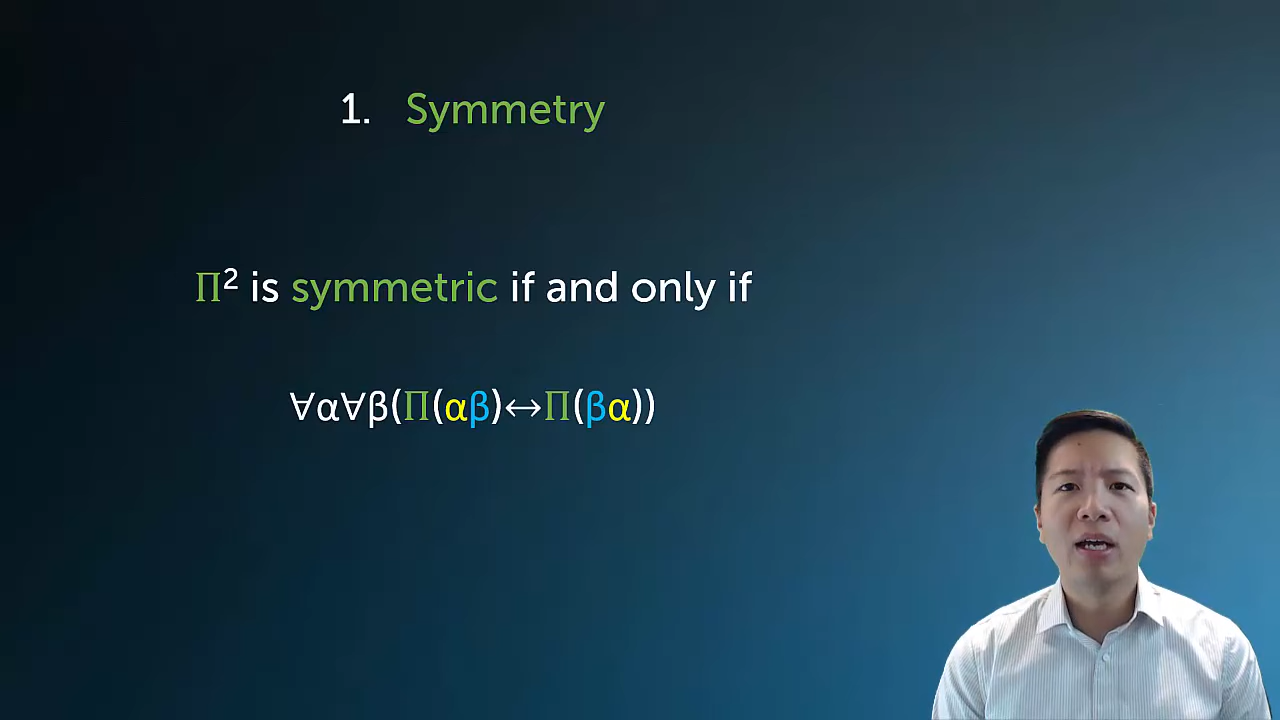 1. Symmetry
Π² is symmetric if and only if
∀α∀β(Π(αβ)↔Π(βα))